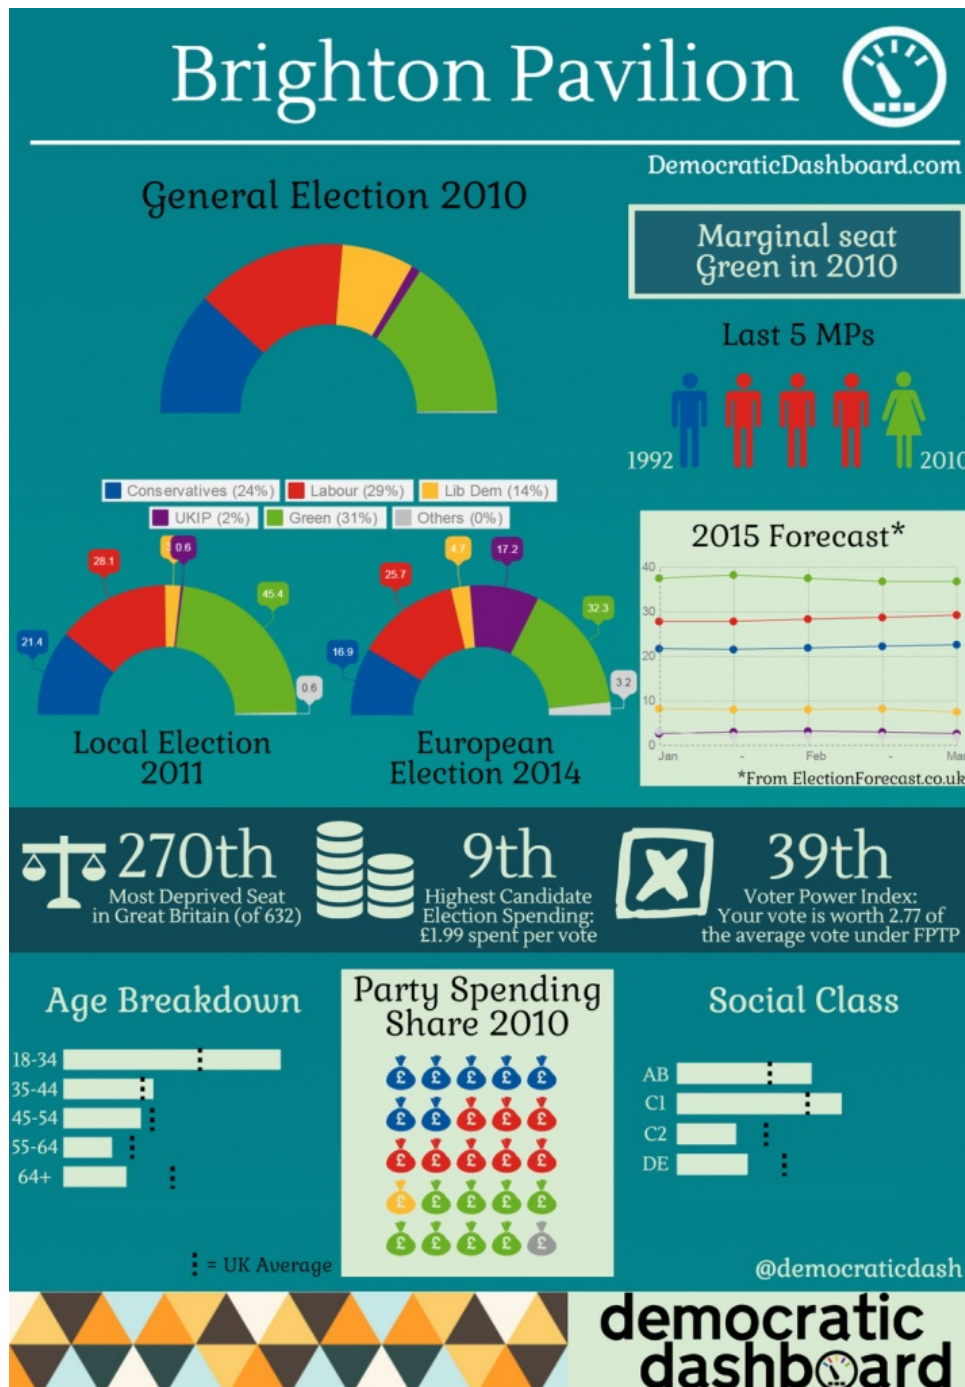 Brighton Pavilion
DemocraticDashboard.com
General Election 2010
Marginal seat
Green in 2010
Last 5 MPs
1992
2010
Conservatives (24%)
Labour (29%)
Lib Dem (14%)
UKIP (2%)
Green (31%)
Others (0%)
21.4
28.1
0.6
45.4
0.6
Local Election
2011
16.9
25.7
4.7
17.2
32.3
3.2
European
Election 2014
2015 Forecast*
40
30
20
10
0
Jan
-
Feb
-
Mar
*From ElectionForecast.co.uk
270th
Most Deprived Seat
in Great Britain (of 632)
9th
Highest Candidate
Election Spending:
£1.99 spent per vote
X
39th
Voter Power Index:
Your vote is worth 2.77 of
the average vote under FPTP
Age Breakdown
18-34
35-44
45-54
55-64
64+
= UK Average
Party Spending
Share 2010
£ £ £ £ £
£ £ £ £ £
£ £ £ £ £
£ £ £ £ £
£ £ £ £ £
Social Class
AB
C1
C2
DE
@democraticdash
democratic
dashboard